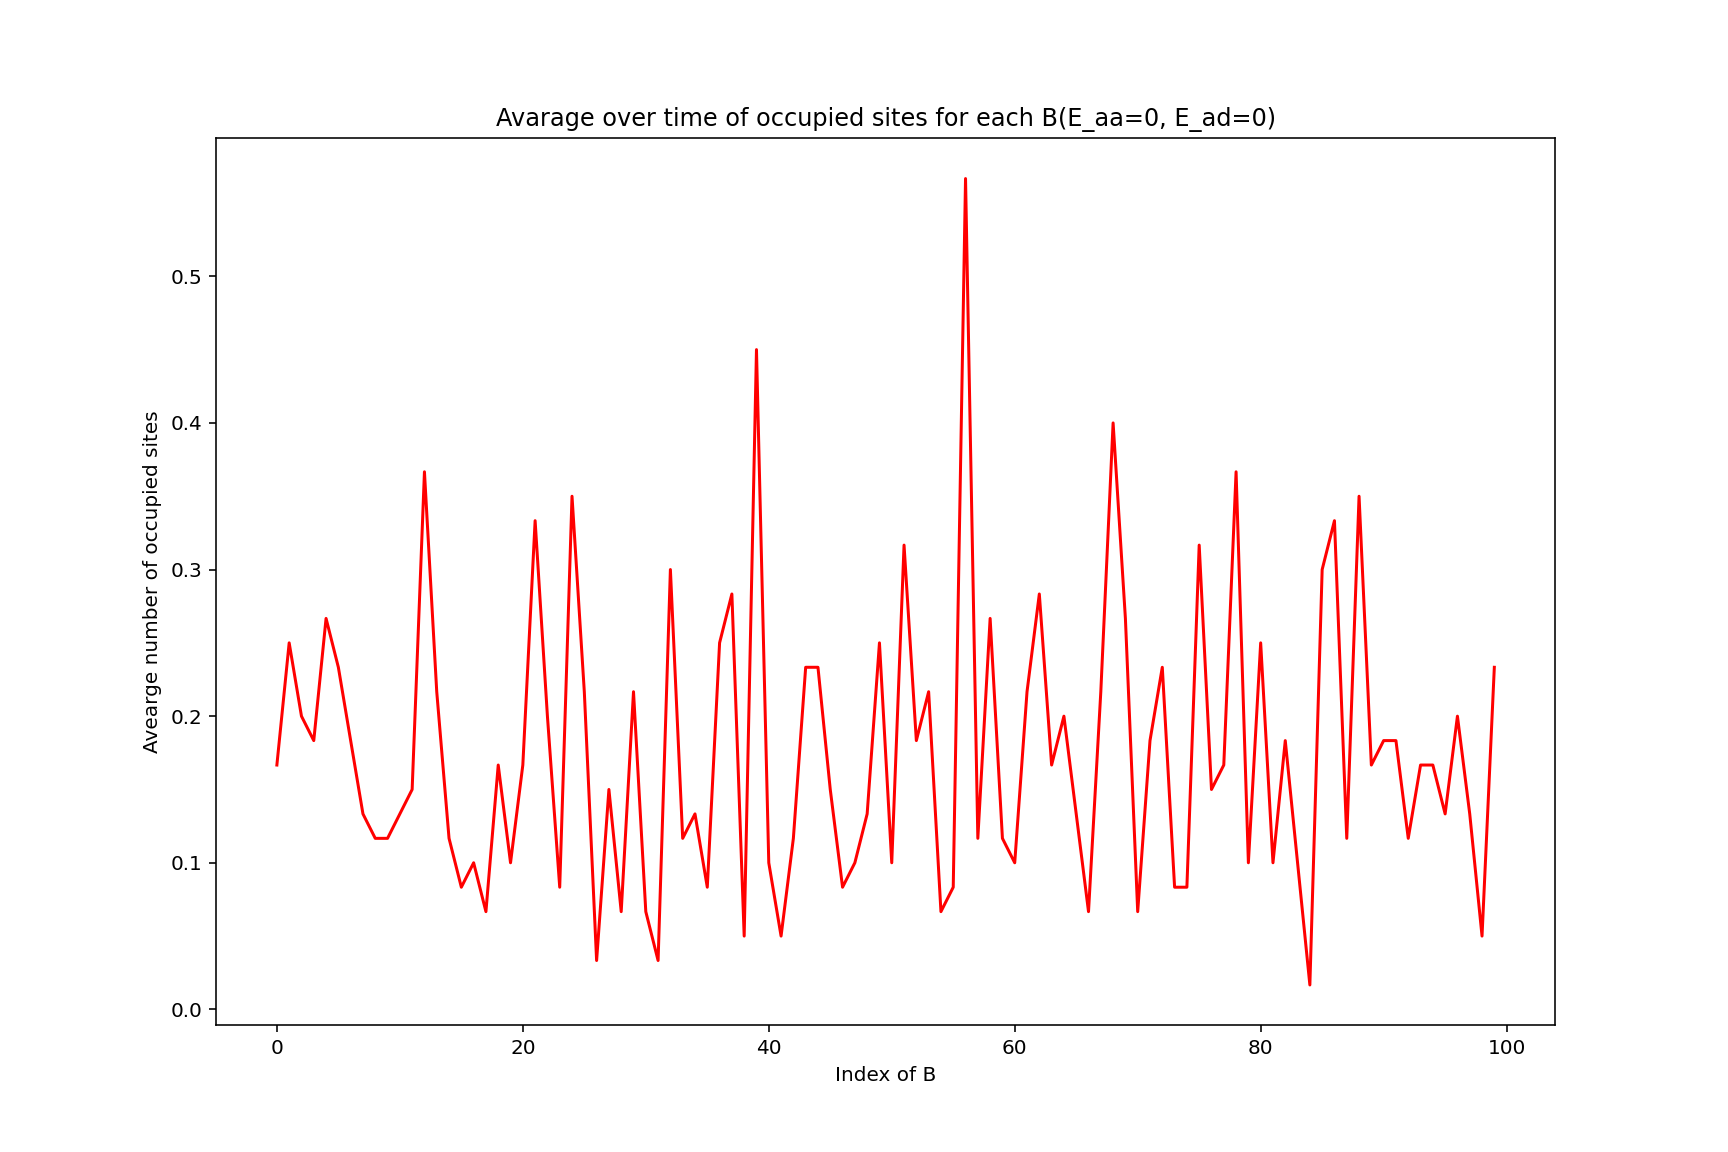 Avarage over time of occupied sites for each B(E_aa=0, E_ad=0)
Avearge number of occupied sites
0.5
0.4
0.3
0.2
0.1
0.0
0 20 40 60 80 100
Index of B